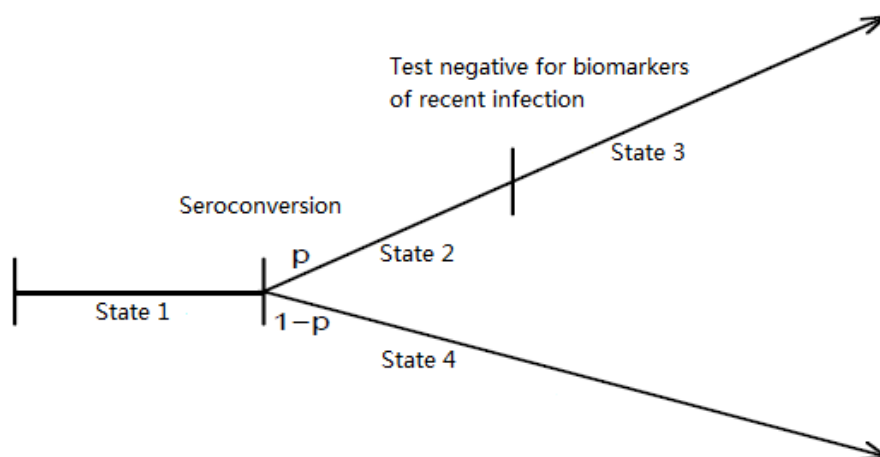 Test negative for biomarkers
of recent infection
State 3
Seroconversion
p
State 2
State 1
1-p
State 4